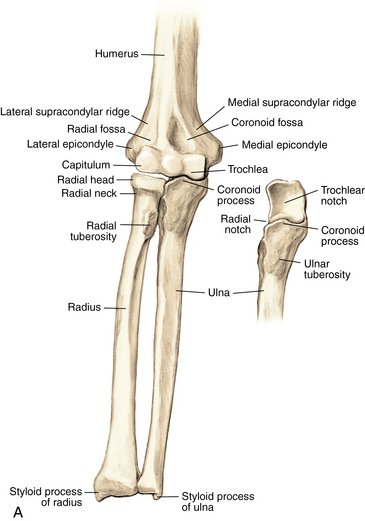 Humerus
Lateral supracondylar ridge
Radial fossa
Lateral epicondyle
Capitulum
Radial head
Radial neck
Radial
tuberosity
Radius
Styloid process
of radius
Medial supracondylar ridge
Coronoid fossa
Medial epicondyle
Trochlea
Coronoid
process
Ulna
Styloid process
of ulna
Radial
notch
Trochlear
notch
Coronoid
process
Ulnar
tuberosity
A